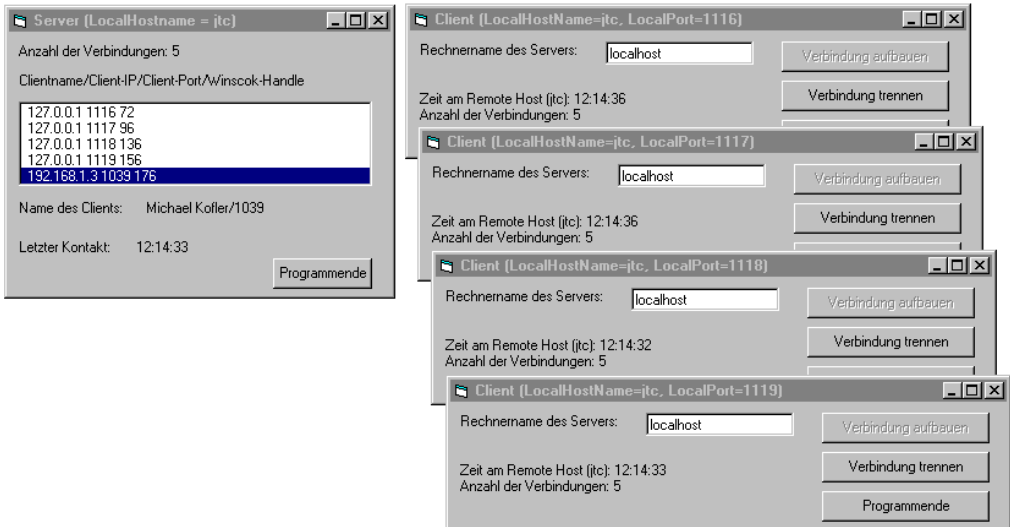 Server (LocalHostname = jtc)
Anzahl der Verbindungen: 5
Clientname/Client-IP/Client-Port/Winscok-Handle
127.0.0.1 1116 72
127.0.0.1 1117 96
127.0.0.1 1118 136
127.0.0.1 1119 156
192.168.1.3 1039 176
Name des Clients: Michael Kofler/1039
Letzter Kontakt: 12:14:33
Programmende
Client (LocalHostName=jtc, LocalPort=1116)
Rechnername des Servers: localhost
Verbindung aufbauen
Zeit am Remote Host (jtc): 12:14:36
Anzahl der Verbindungen: 5
Verbindung trennen
Client (LocalHostName=jtc, LocalPort=1117)
Rechnername des Servers: localhost
Verbindung aufbauen
Zeit am Remote Host (jtc): 12:14:36
Anzahl der Verbindungen: 5
Verbindung trennen
Client (LocalHostName=jtc, LocalPort=1118)
Rechnername des Servers: localhost
Verbindung aufbauen
Zeit am Remote Host (jtc): 12:14:32
Anzahl der Verbindungen: 5
Verbindung trennen
Client (LocalHostName=jtc, LocalPort=1119)
Rechnername des Servers: localhost
Verbindung aufbauen
Zeit am Remote Host (jtc): 12:14:33
Anzahl der Verbindungen: 5
Verbindung trennen
Programmende